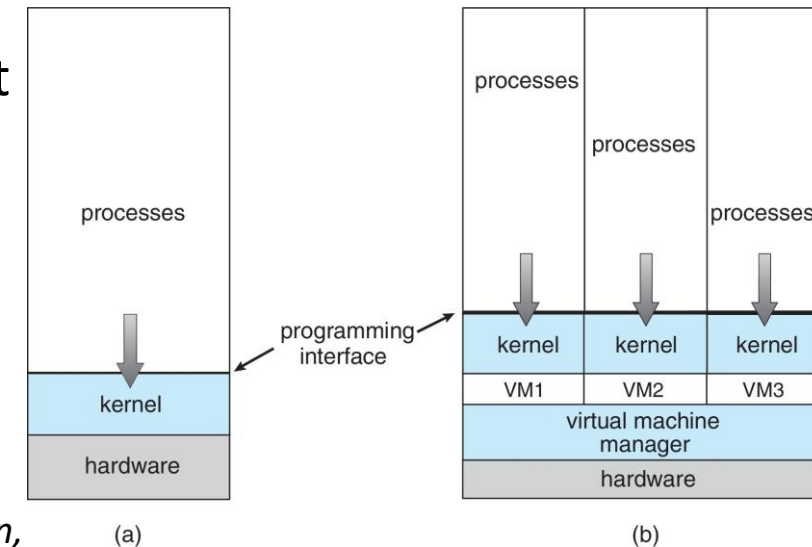 t
processes
kernel
hardware
n,
(a)
programming
interface
processes
processes
processes
kernel
kernel
kernel
VM1
VM2
VM3
virtual machine
manager
hardware
(b)